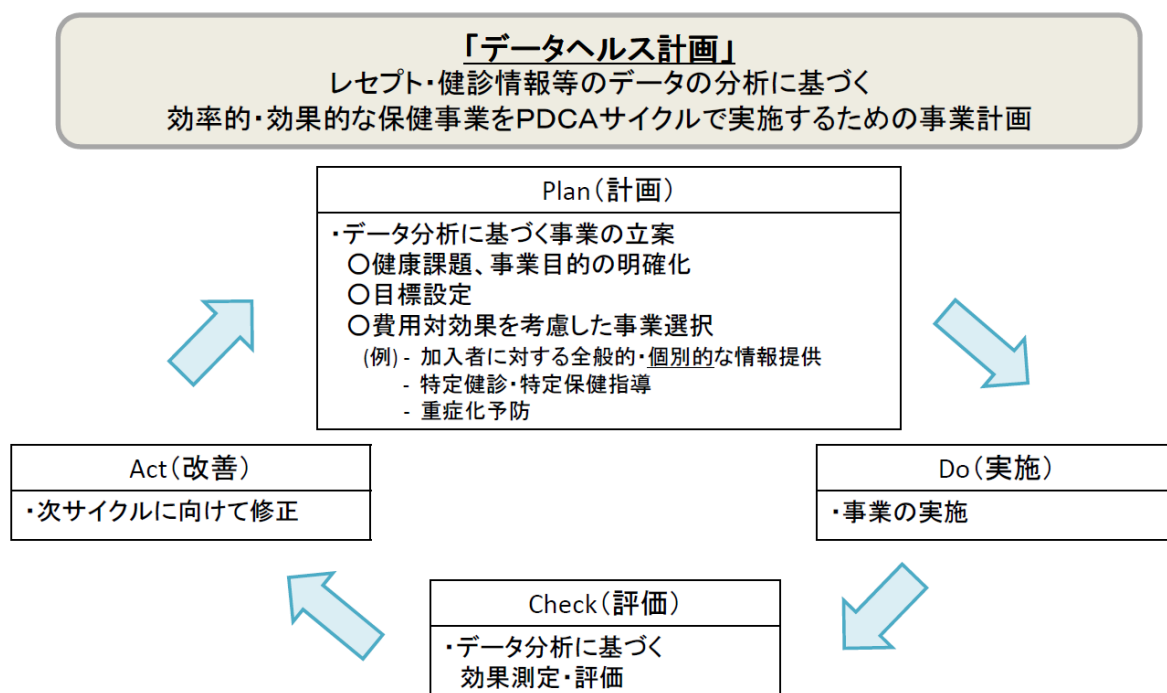 「データヘルス計画」
レセプト・健診情報等のデータの分析に基づく
効率的・効果的な保健事業をPDCAサイクルで実施するための事業計画
Plan(計画)
・データ分析に基づく事業の立案
〇健康課題、事業目的の明確化
〇目標設定
〇費用対効果を考慮した事業選択
(例) - 加入者に対する全般的・個別的な情報提供
- 特定健診・特定保健指導
- 重症化予防
Act(改善)
・次サイクルに向けて修正
Do(実施)
・事業の実施
Check(評価)
・データ分析に基づく
効果測定・評価